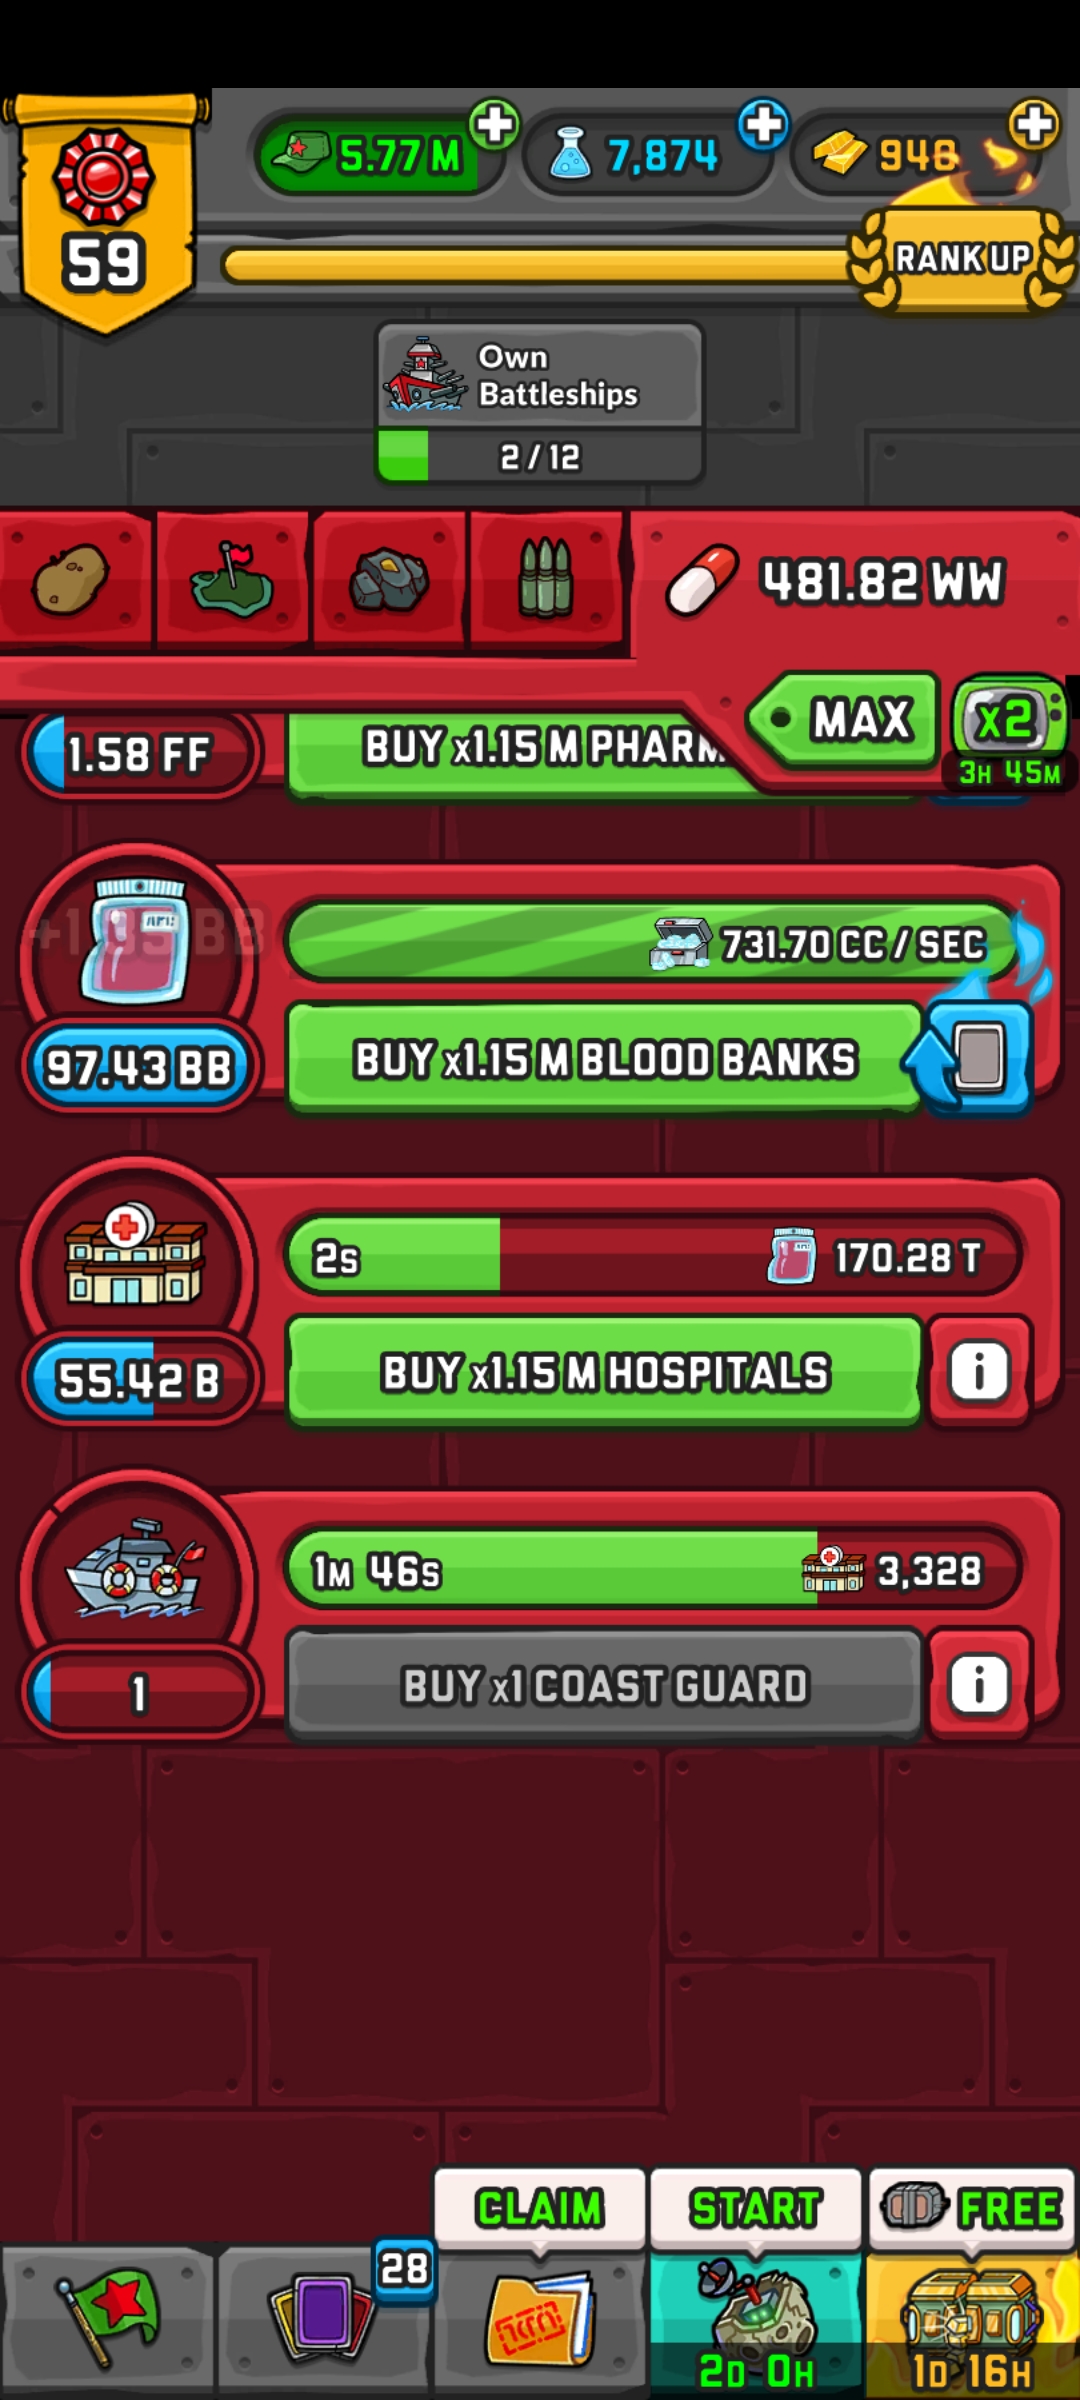 5.77 M
7,874
948
59
RANK UP
Own
Battleships
2 / 12
481.82 WW
MAX
x2
3H 45M
1.58 FF
BUY x1.15 M PHARM
731.70 CC / SEC
97.43 BB
BUY x1.15 M BLOOD BANKS
2s
170.28 T
55.42 B
BUY x1.15 M HOSPITALS
i
1M 46s
3,328
1
BUY x1 COAST GUARD
i
CLAIM
START
FREE
28
2D 0H
1D 16H